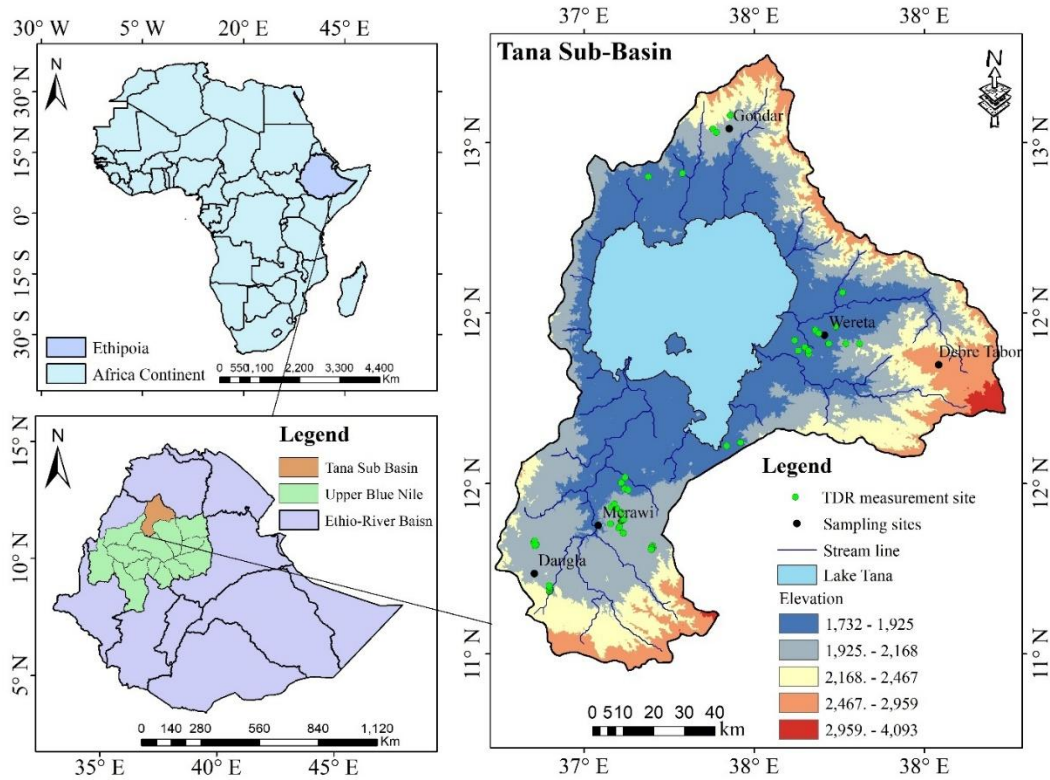 30° W 5° W 20° E 45° E
N
30° N
15° N
0°
15° S
30° S
Ethipoia
Africa Continent
0 550 1,100 2,200 3,300 4,400
Km
N
15° N
10° N
5° N
Legend
Tana Sub Basin
Upper Blue Nile
Ethio-River Baisn
0 140 280 560 840 1,120
Km
35° E 40° E 45° E
37° E 38° E 38° E
Tana Sub-Basin
N
13° N 13° N
12° N 12° N
12° N 12° N
11° N 11° N
Gondar
Wereta
Debre Tabor
Merawi
Dangla
Legend
TDR measurement site
Sampling sites
Stream line
Lake Tana
Elevation
1,732 - 1,925
1,925. - 2,168
2,168. - 2,467
2,467. - 2,959
2,959. - 4,093
0 5 10 20 30 40
km
37° E 38° E 38° E